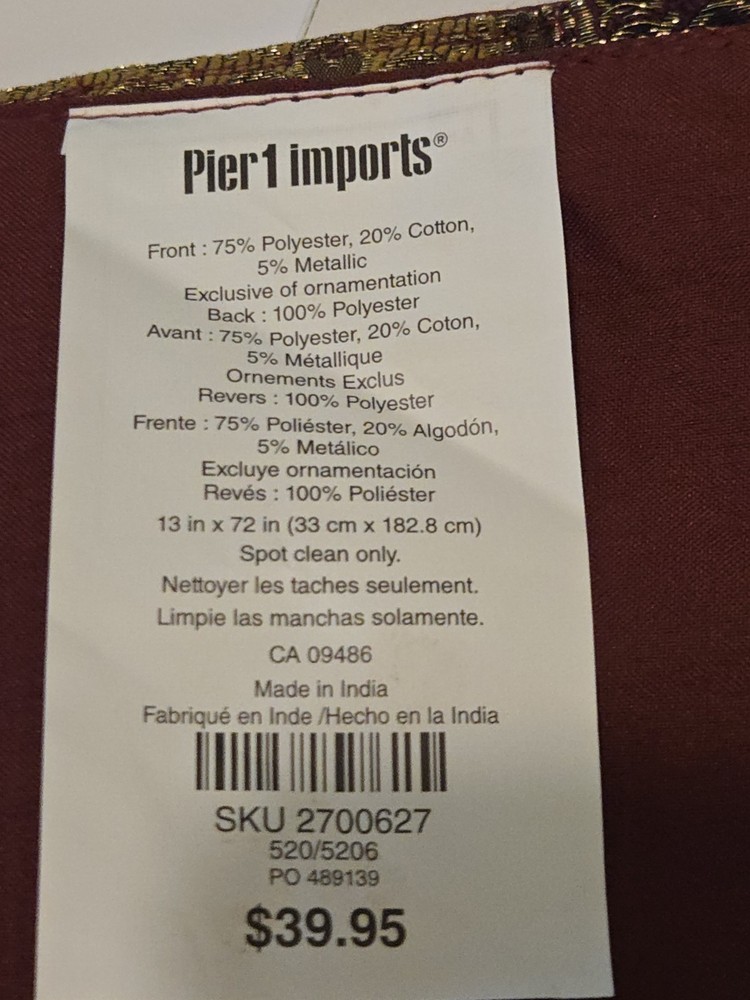 Pier1 imports®
Front : 75% Polyester, 20% Cotton,
5% Metallic
Exclusive of ornamentation
Back : 100% Polyester
Avant : 75% Polyester, 20% Coton,
5% Métallique
Ornements Exclus
Revers : 100% Polyester
Frente : 75% Poliéster, 20% Algodón,
5% Metálico
Excluye ornamentación
Revés : 100% Poliéster
13 in x 72 in (33 cm x 182.8 cm)
Spot clean only.
Nettoyer les taches seulement.
Limpie las manchas solamente.
CA 09486
Made in India
Fabriqué en Inde /Hecho en la India
SKU 2700627
520/5206
PO 489139
$39.95